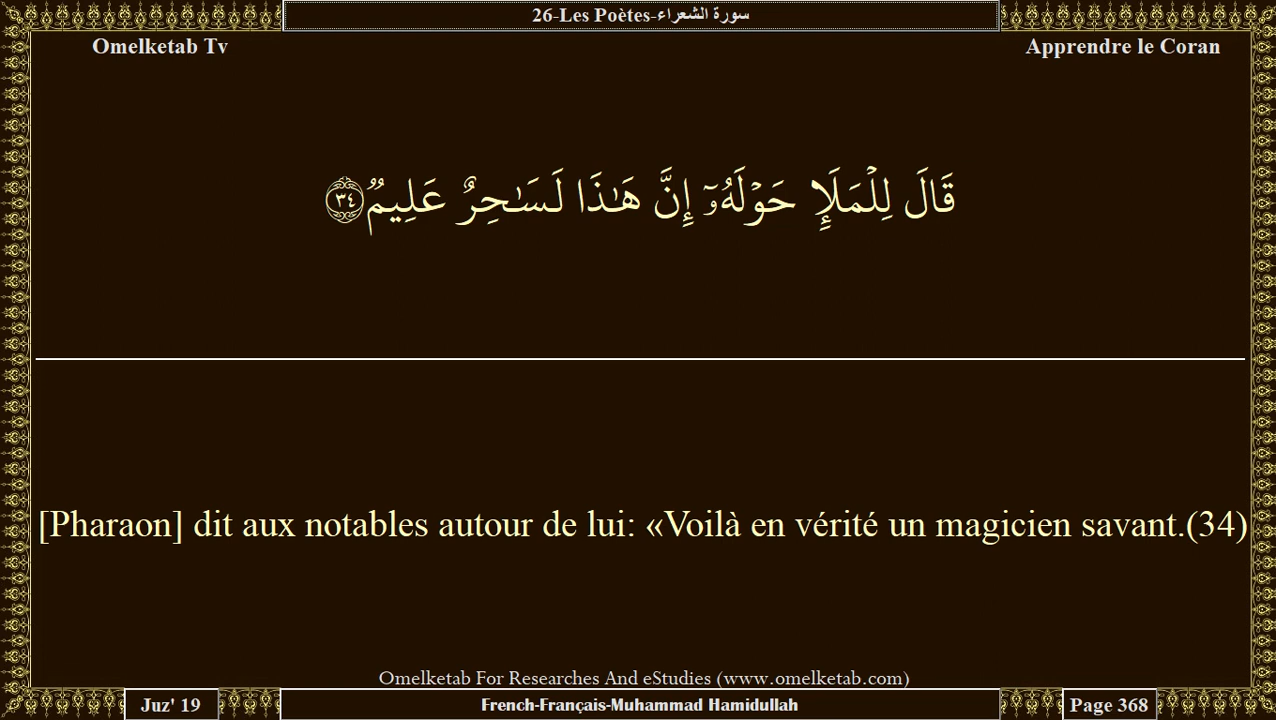 26-Les Poètes-سورة الشعراء
Omelketab Tv
Apprendre le Coran
قَالَ لِلْمَلَإِ حَوْلَهُۥٓ إِنَّ هَـٰذَا لَسَـٰحِرٌ عَلِيمٌۭ ٣٤
[Pharaon] dit aux notables autour de lui: «Voilà en vérité un magicien savant.(34)
Omelketab For Researches And eStudies (www.omelketab.com)
Juz' 19
French-Français-Muhammad Hamidullah
Page 368